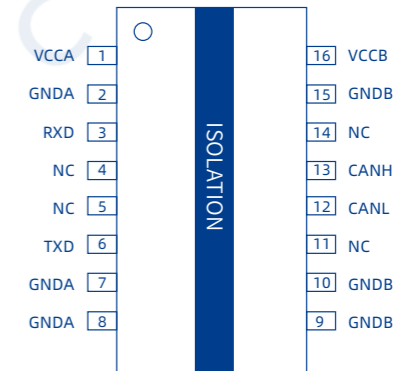 VCCA 1 16 VCCB
GNDA 2 15 GNDB
RXD 3 14 NC
NC 4 13 CANH
NC 5 12 CANL
TXD 6 11 NC
GNDA 7 10 GNDB
GNDA 8 9 GNDB
ISOLATION